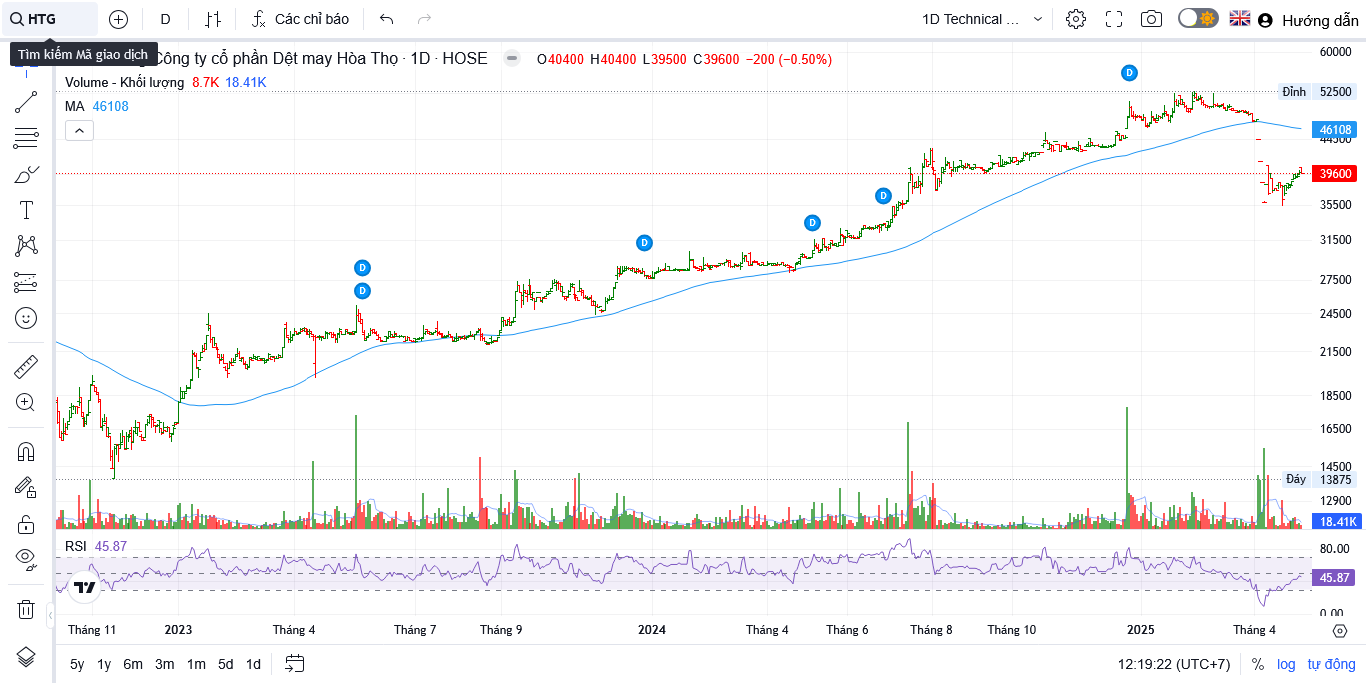 HTG
D
Các chỉ báo
1D Technical ...
Hướng dẫn
Tìm kiếm Mã giao dịch
Công ty cổ phần Dệt may Hòa Thọ · 1D · HOSE
O40400 H40400 L39500 C39600 −200 (−0.50%)
Volume - Khối lượng 8.7K 18.41K
MA 46108
60000
Đỉnh 52500
46108
44500
39600
35500
31500
27500
24500
21500
18500
16500
14500
Đáy 13875
12900
18.41K
D
D
D
D
D
D
RSI 45.87
80.00
45.87
0.00
Tháng 11
2023
Tháng 4
Tháng 7
Tháng 9
2024
Tháng 4
Tháng 6
Tháng 8
Tháng 10
2025
Tháng 4
5y 1y 6m 3m 1m 5d 1d
12:19:22 (UTC+7)
% log tự động